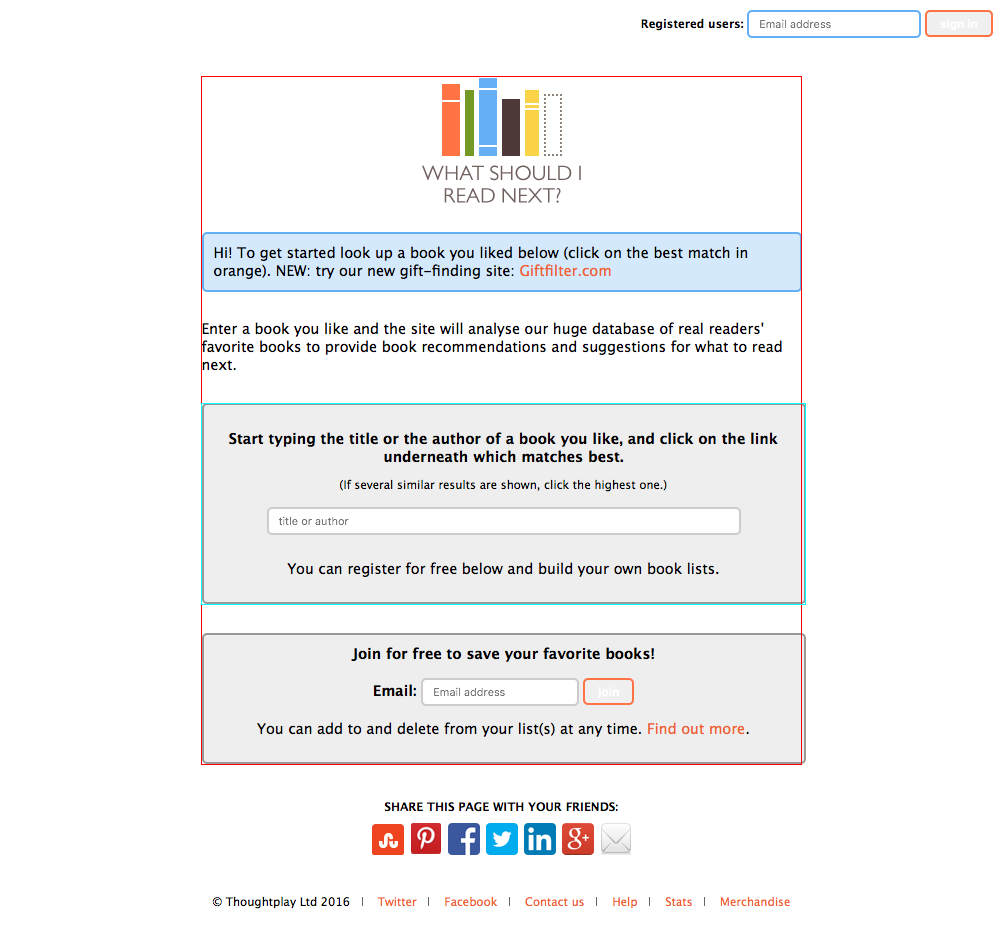 Registered users: Email address sign in
WHAT SHOULD I
READ NEXT?
Hi! To get started look up a book you liked below (click on the best match in
orange). NEW: try our new gift-finding site: Giftfilter.com
Enter a book you like and the site will analyse our huge database of real readers'
favorite books to provide book recommendations and suggestions for what to read
next.
Start typing the title or the author of a book you like, and click on the link
underneath which matches best.
(If several similar results are shown, click the highest one.)
title or author
You can register for free below and build your own book lists.
Join for free to save your favorite books!
Email: Email address Join
You can add to and delete from your list(s) at any time. Find out more.
SHARE THIS PAGE WITH YOUR FRIENDS:
© Thoughtplay Ltd 2016 | Twitter | Facebook | Contact us | Help | Stats | Merchandise